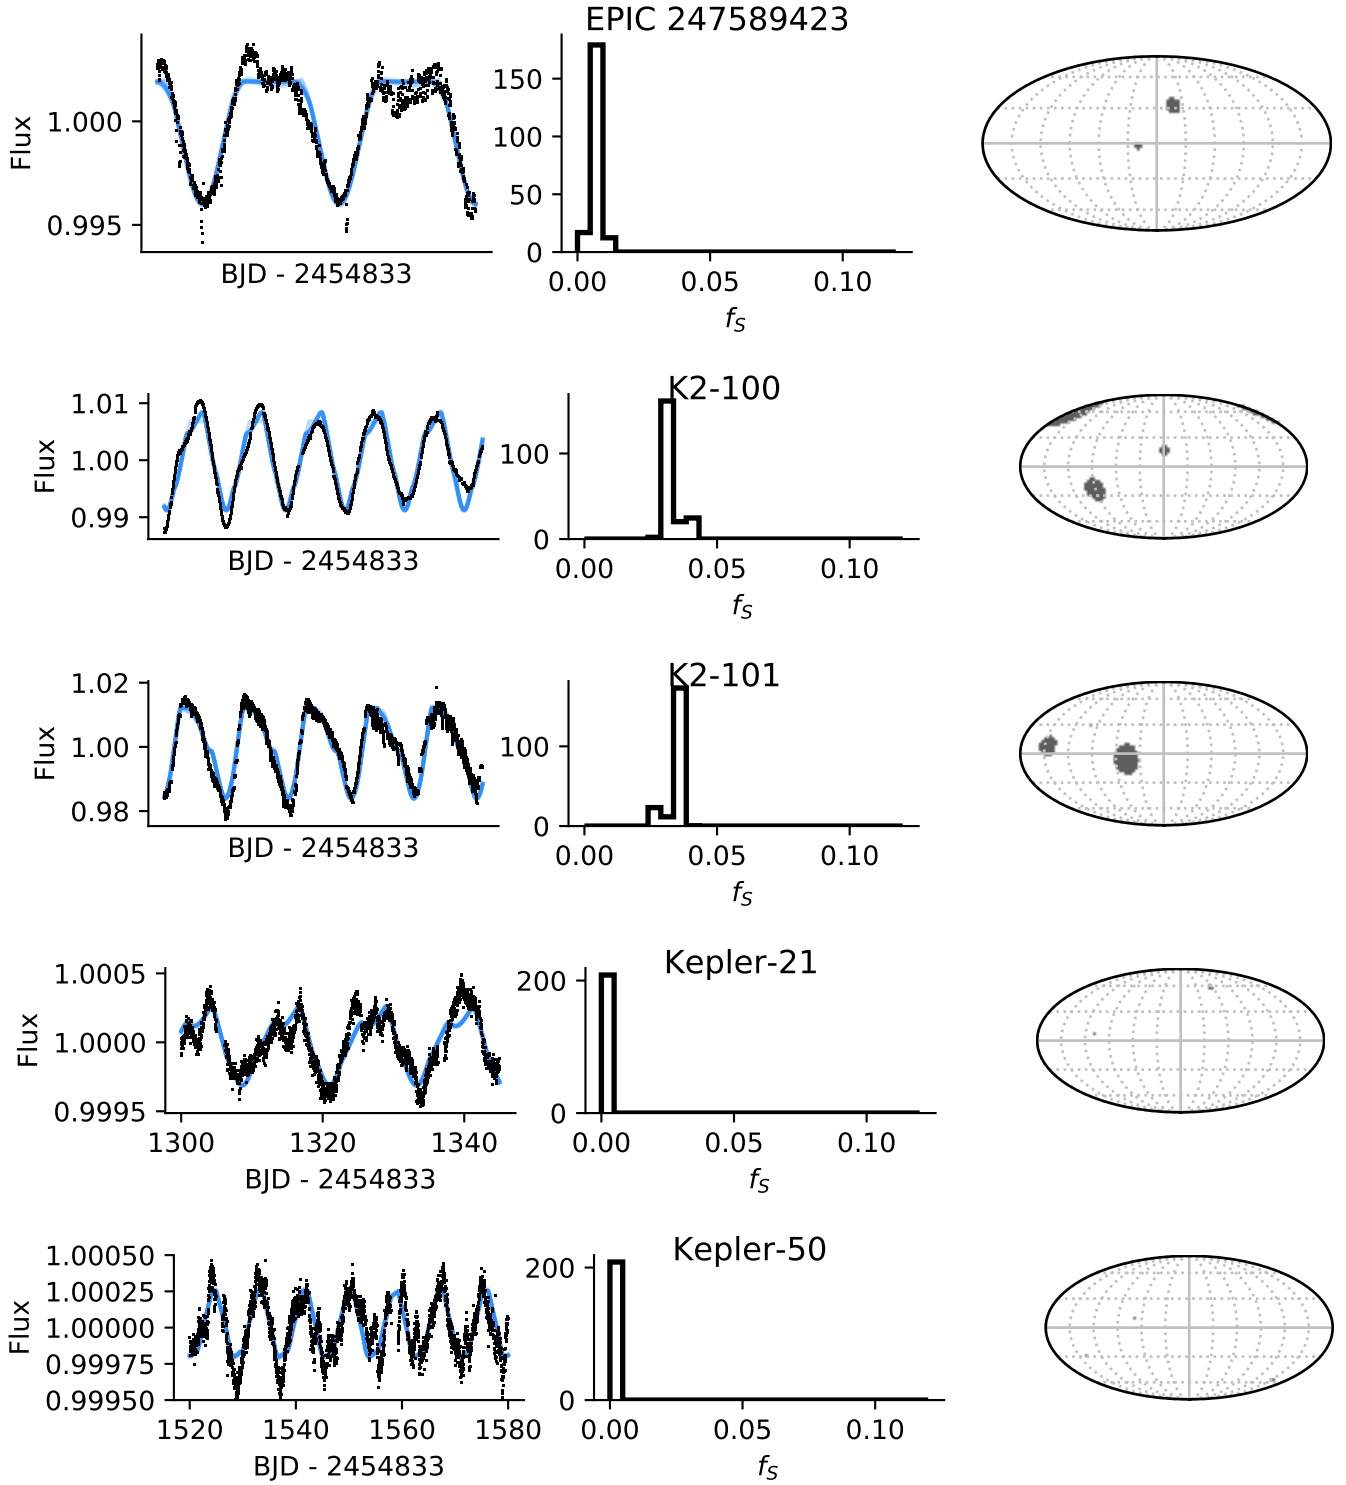 EPIC 247589423
1.000
0.995
Flux
BJD - 2454833
150
100
50
0
0.00 0.05 0.10
fS
K2-100
1.01
1.00
0.99
Flux
BJD - 2454833
100
0
0.00 0.05 0.10
fS
K2-101
1.02
1.00
0.98
Flux
BJD - 2454833
100
0
0.00 0.05 0.10
fS
Kepler-21
1.0005
1.0000
0.9995
Flux
1300 1320 1340
BJD - 2454833
200
0
0.00 0.05 0.10
fS
Kepler-50
1.00050
1.00025
1.00000
0.99975
0.99950
Flux
1520 1540 1560 1580
BJD - 2454833
200
0
0.00 0.05 0.10
fS